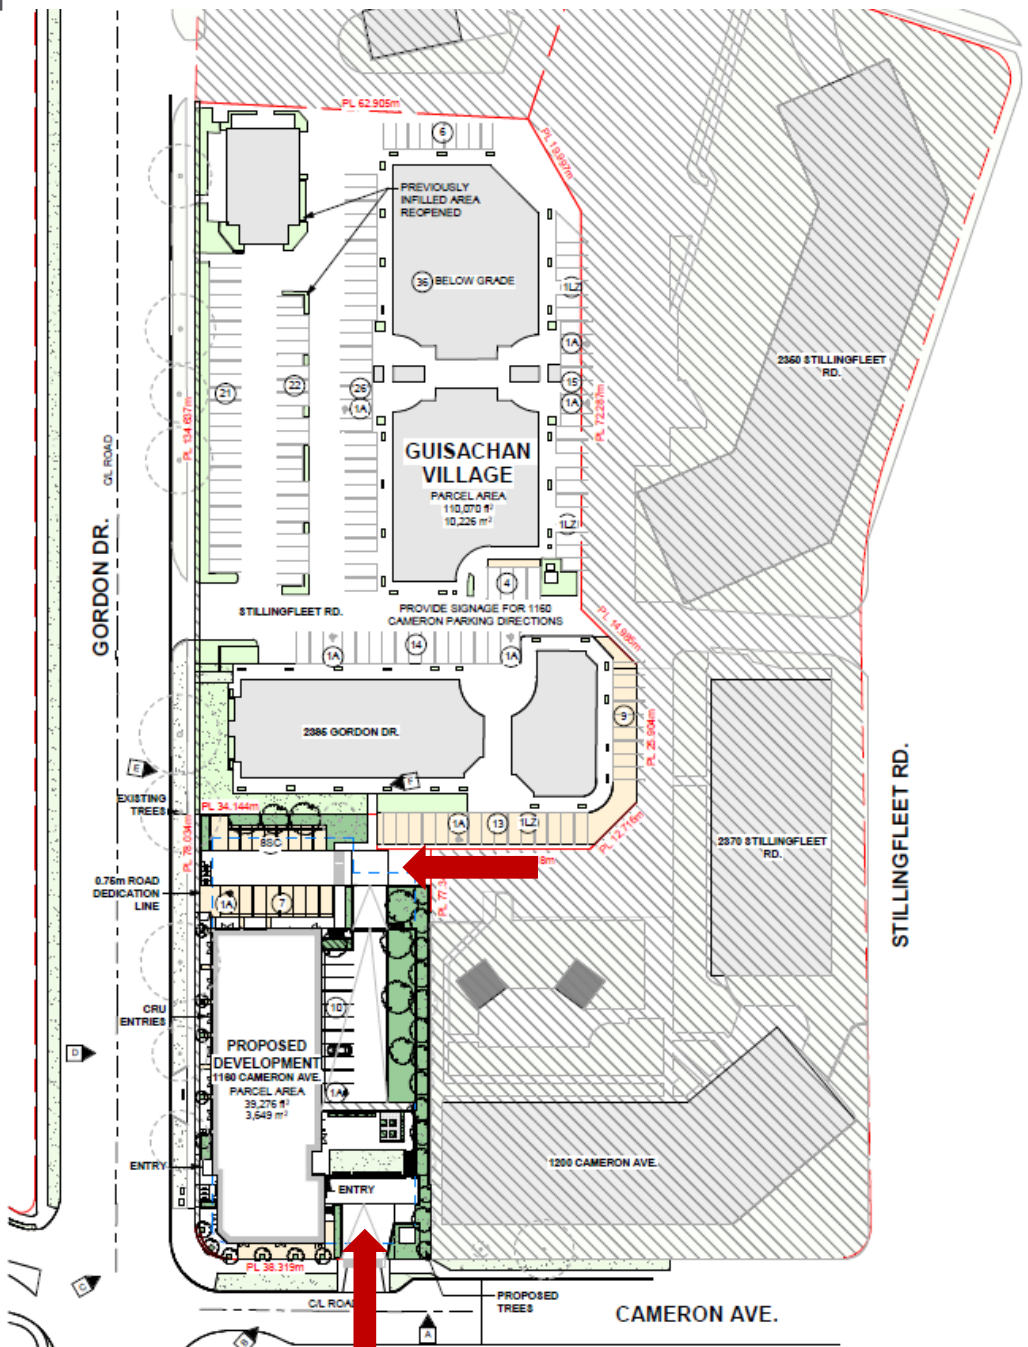 PL 62.905m
PL 19.997m
6
PREVIOUSLY
INFILLED AREA
REOPENED
36 BELOW GRADE
1LZ
1A
2350 STILLINGFLEET
RD.
21
22
26
1A
15
1A
PL 72.287m
PL 134.637m
C/L ROAD
GORDON DR.
GUISACHAN
VILLAGE
PARCEL AREA
110,070 ft²
10,226 m²
1LZ
4
STILLINGFLEET RD.
PROVIDE SIGNAGE FOR 1160
CAMERON PARKING DIRECTIONS
PL 14.985m
14
1A
1A
9
PL 25.904m
2385 GORDON DR.
STILLINGFLEET RD.
E
F
EXISTING
TREES
PL 34.144m
PL 78.034m
8SC
1A
13
1LZ
PL 12.716m
2370 STILLINGFLEET
RD.
0.75m ROAD
DEDICATION
LINE
1A
7
CRU
ENTRIES
10
D
PROPOSED
DEVELOPMENT
1160 CAMERON AVE.
PARCEL AREA
39,276 ft²
3,649 m²
1A
ENTRY
ENTRY
1200 CAMERON AVE.
PL 38.319m
C
C/L ROAD
PROPOSED
TREES
CAMERON AVE.
A
B